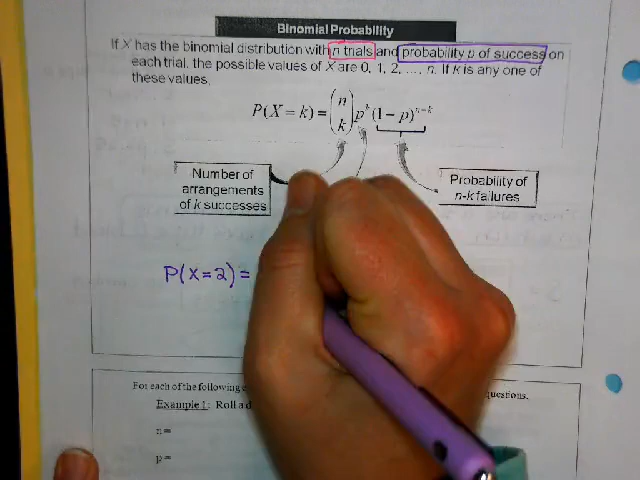 Binomial Probability
If X has the binomial distribution with n trials and probability p of success on
each trial, the possible values of X are 0, 1, 2, ..., n. If k is any one of
these values,
P(X = k) = (n k) p^k (1 − p)^{n−k}
Number of
arrangements
of k successes
Probability of
n-k failures
P(X=2) =
For each of the following questions.
Example 1: Roll a d
n=
p=